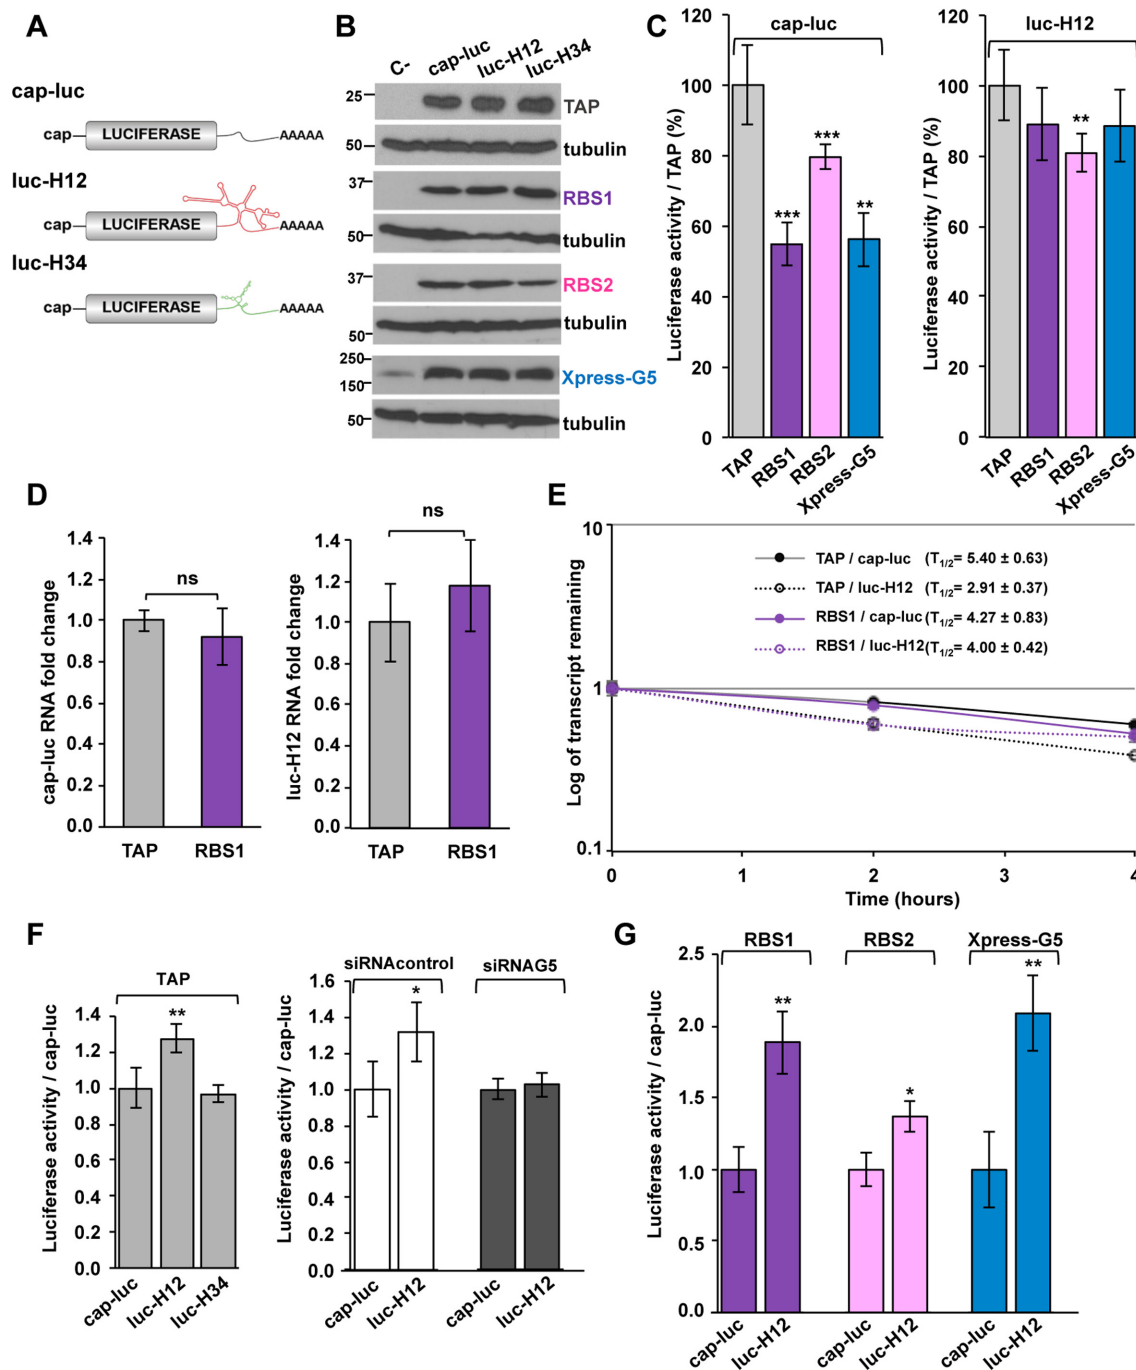 A
cap-luc
cap
LUCIFERASE
AAAAA
luc-H12
cap
LUCIFERASE
AAAAA
luc-H34
cap
LUCIFERASE
AAAAA
B
C- cap-luc luc-H12 luc-H34
25
TAP
50
tubulin
37
RBS1
50
tubulin
37
RBS2
50
tubulin
250
150
Xpress-G5
50
tubulin
C
cap-luc
Luciferase activity / TAP (%)
120
100
80
60
40
20
0
***
***
**
TAP
RBS1
RBS2
Xpress-G5
luc-H12
Luciferase activity / TAP (%)
120
100
80
60
40
20
0
**
TAP
RBS1
RBS2
Xpress-G5
D
cap-luc RNA fold change
1.4
1.2
1.0
0.8
0.6
0.4
0.2
0.0
ns
TAP
RBS1
luc-H12 RNA fold change
1.4
1.2
1.0
0.8
0.6
0.4
0.2
0.0
ns
TAP
RBS1
E
Log of transcript remaining
10
1
0.1
TAP / cap-luc (T1/2= 5.40 ± 0.63)
TAP / luc-H12 (T1/2= 2.91 ± 0.37)
RBS1 / cap-luc (T1/2= 4.27 ± 0.83)
RBS1 / luc-H12 (T1/2= 4.00 ± 0.42)
0 1 2 3 4
Time (hours)
F
TAP
Luciferase activity / cap-luc
1.4
1.2
1.0
0.8
0.6
0.4
0.2
0.0
**
cap-luc
luc-H12
luc-H34
siRNAcontrol
siRNAG5
Luciferase activity / cap-luc
1.6
1.4
1.2
1.0
0.8
0.6
0.4
0.2
0.0
*
cap-luc
luc-H12
cap-luc
luc-H12
G
RBS1
RBS2
Xpress-G5
Luciferase activity / cap-luc
2.5
2.0
1.5
1.0
0.5
0.0
**
*
**
cap-luc
luc-H12
cap-luc
luc-H12
cap-luc
luc-H12